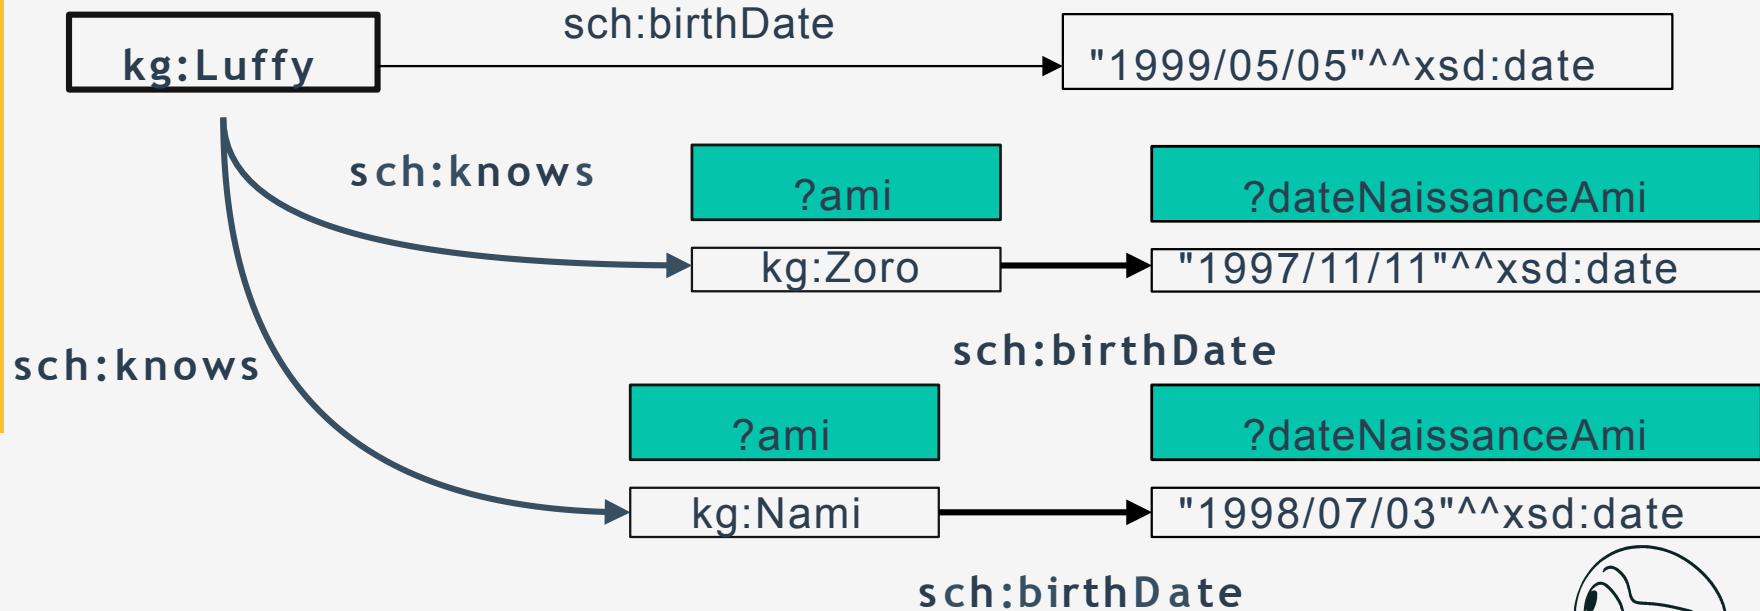 sch:birthDate
kg:Luffy
"1999/05/05"^^xsd:date
sch:knows
?ami
?dateNaissanceAmi
kg:Zoro
"1997/11/11"^^xsd:date
sch:birthDate
sch:knows
?ami
?dateNaissanceAmi
kg:Nami
"1998/07/03"^^xsd:date
sch:birthDate